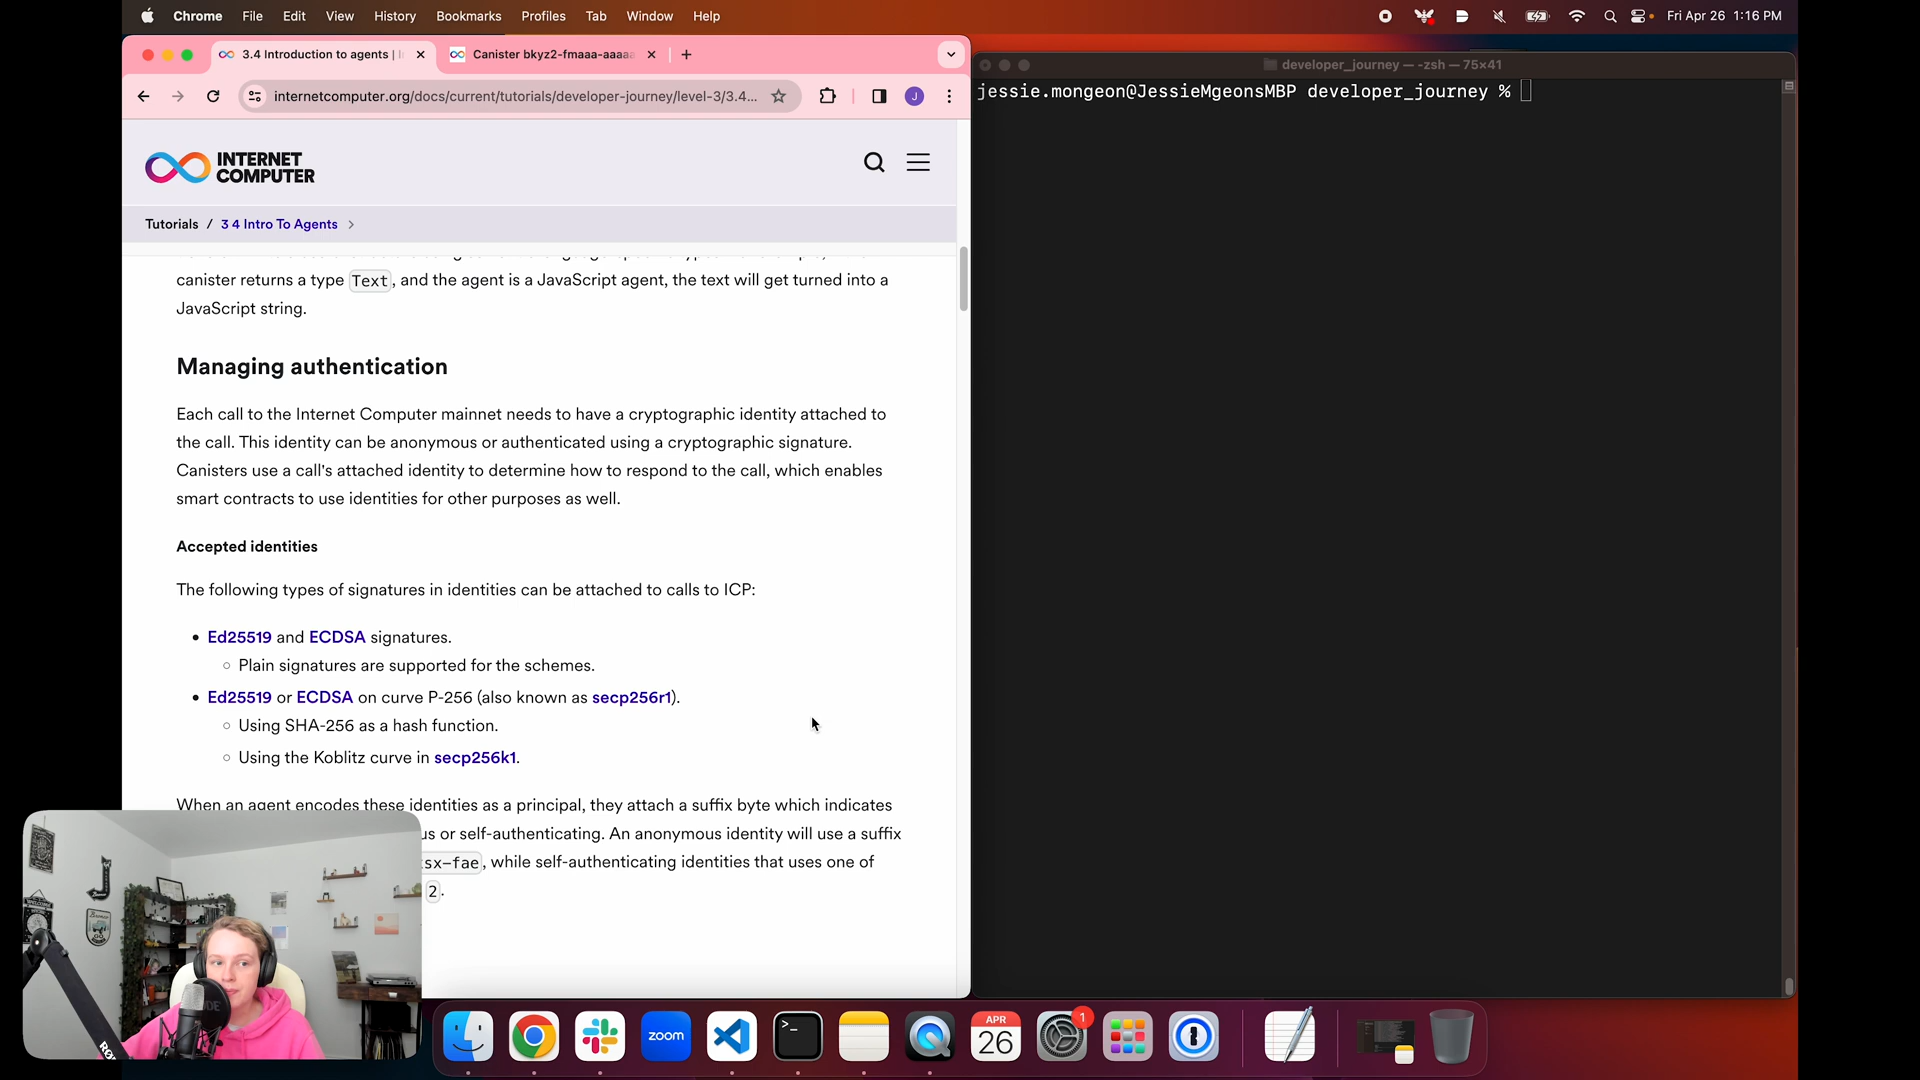 Chrome File Edit View History Bookmarks Profiles Tab Window Help
Fri Apr 26 1:16 PM
3.4 Introduction to agents |
Canister bkyz2-fmaaa-aaaaa
internetcomputer.org/docs/current/tutorials/developer-journey/level-3/3.4...
J
developer_journey — -zsh — 75×41
jessie.mongeon@JessieMgeonsMBP developer_journey %
INTERNET
COMPUTER
Tutorials / 3 4 Intro To Agents
canister returns a type Text, and the agent is a JavaScript agent, the text will get turned into a
JavaScript string.
Managing authentication
Each call to the Internet Computer mainnet needs to have a cryptographic identity attached to
the call. This identity can be anonymous or authenticated using a cryptographic signature.
Canisters use a call's attached identity to determine how to respond to the call, which enables
smart contracts to use identities for other purposes as well.
Accepted identities
The following types of signatures in identities can be attached to calls to ICP:
Ed25519 and ECDSA signatures.
Plain signatures are supported for the schemes.
Ed25519 or ECDSA on curve P-256 (also known as secp256r1).
Using SHA-256 as a hash function.
Using the Koblitz curve in secp256k1.
When an agent encodes these identities as a principal, they attach a suffix byte which indicates
or self-authenticating. An anonymous identity will use a suffix
sx-fae, while self-authenticating identities that uses one of
2.
zoom
APR
26
1